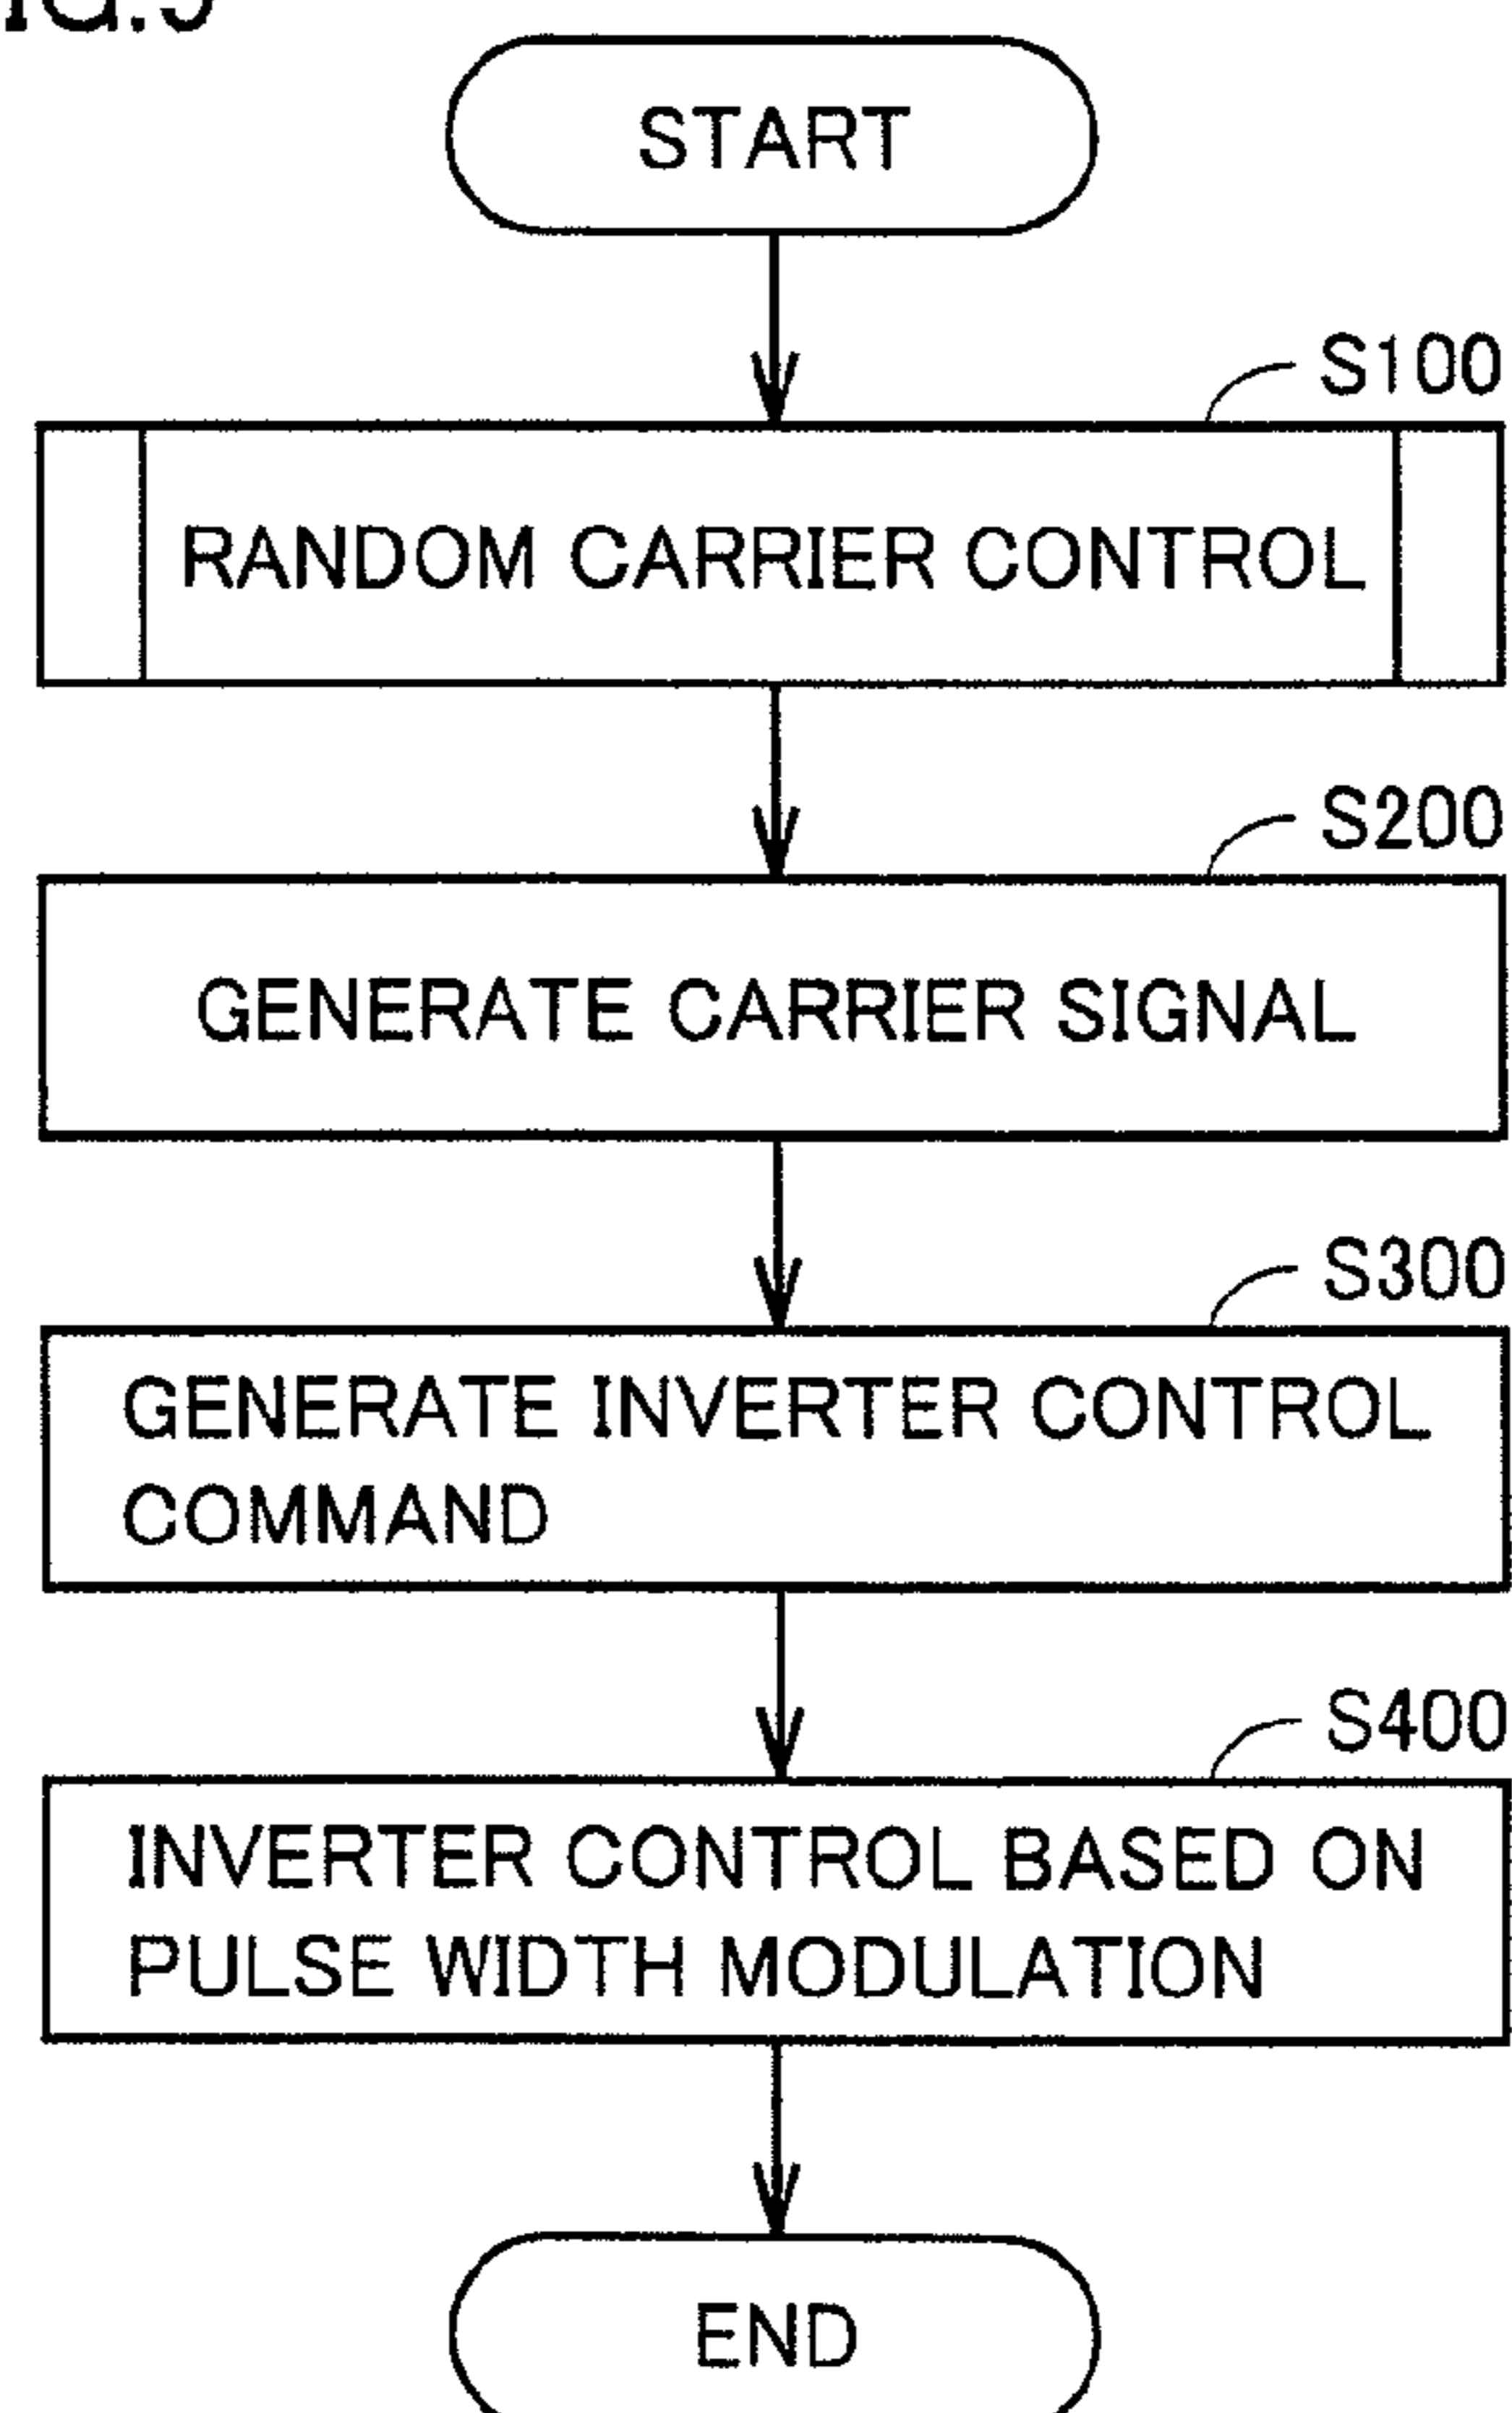 START
S100
RANDOM CARRIER CONTROL
S200
GENERATE CARRIER SIGNAL
S300
GENERATE INVERTER CONTROL
COMMAND
S400
INVERTER CONTROL BASED ON
PULSE WIDTH MODULATION
END